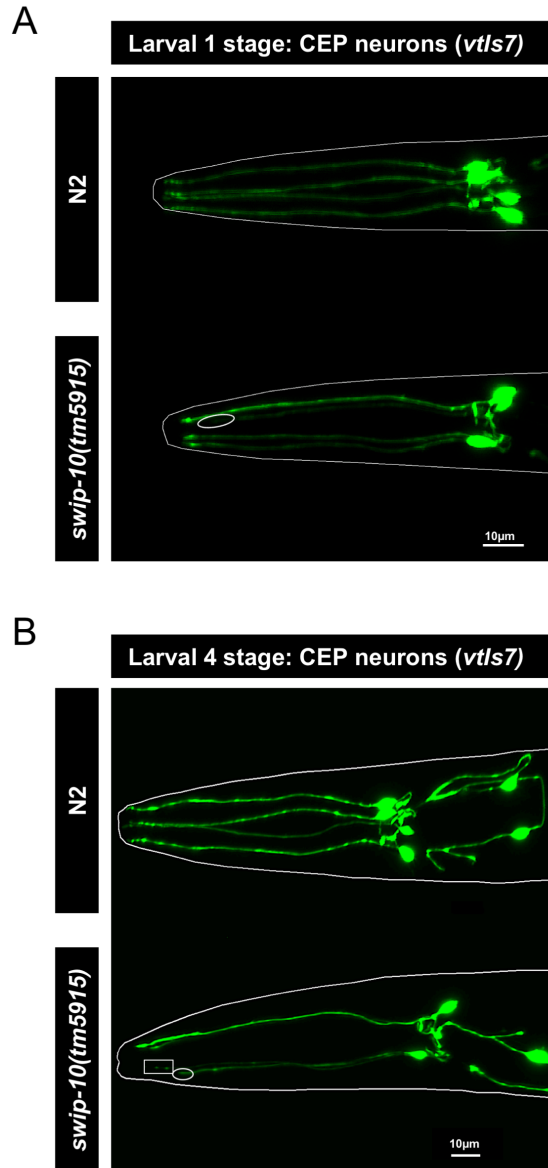 A
Larval 1 stage: CEP neurons (vtIs7)
N2
swip-10(tm5915)
10µm
B
Larval 4 stage: CEP neurons (vtIs7)
N2
swip-10(tm5915)
10µm